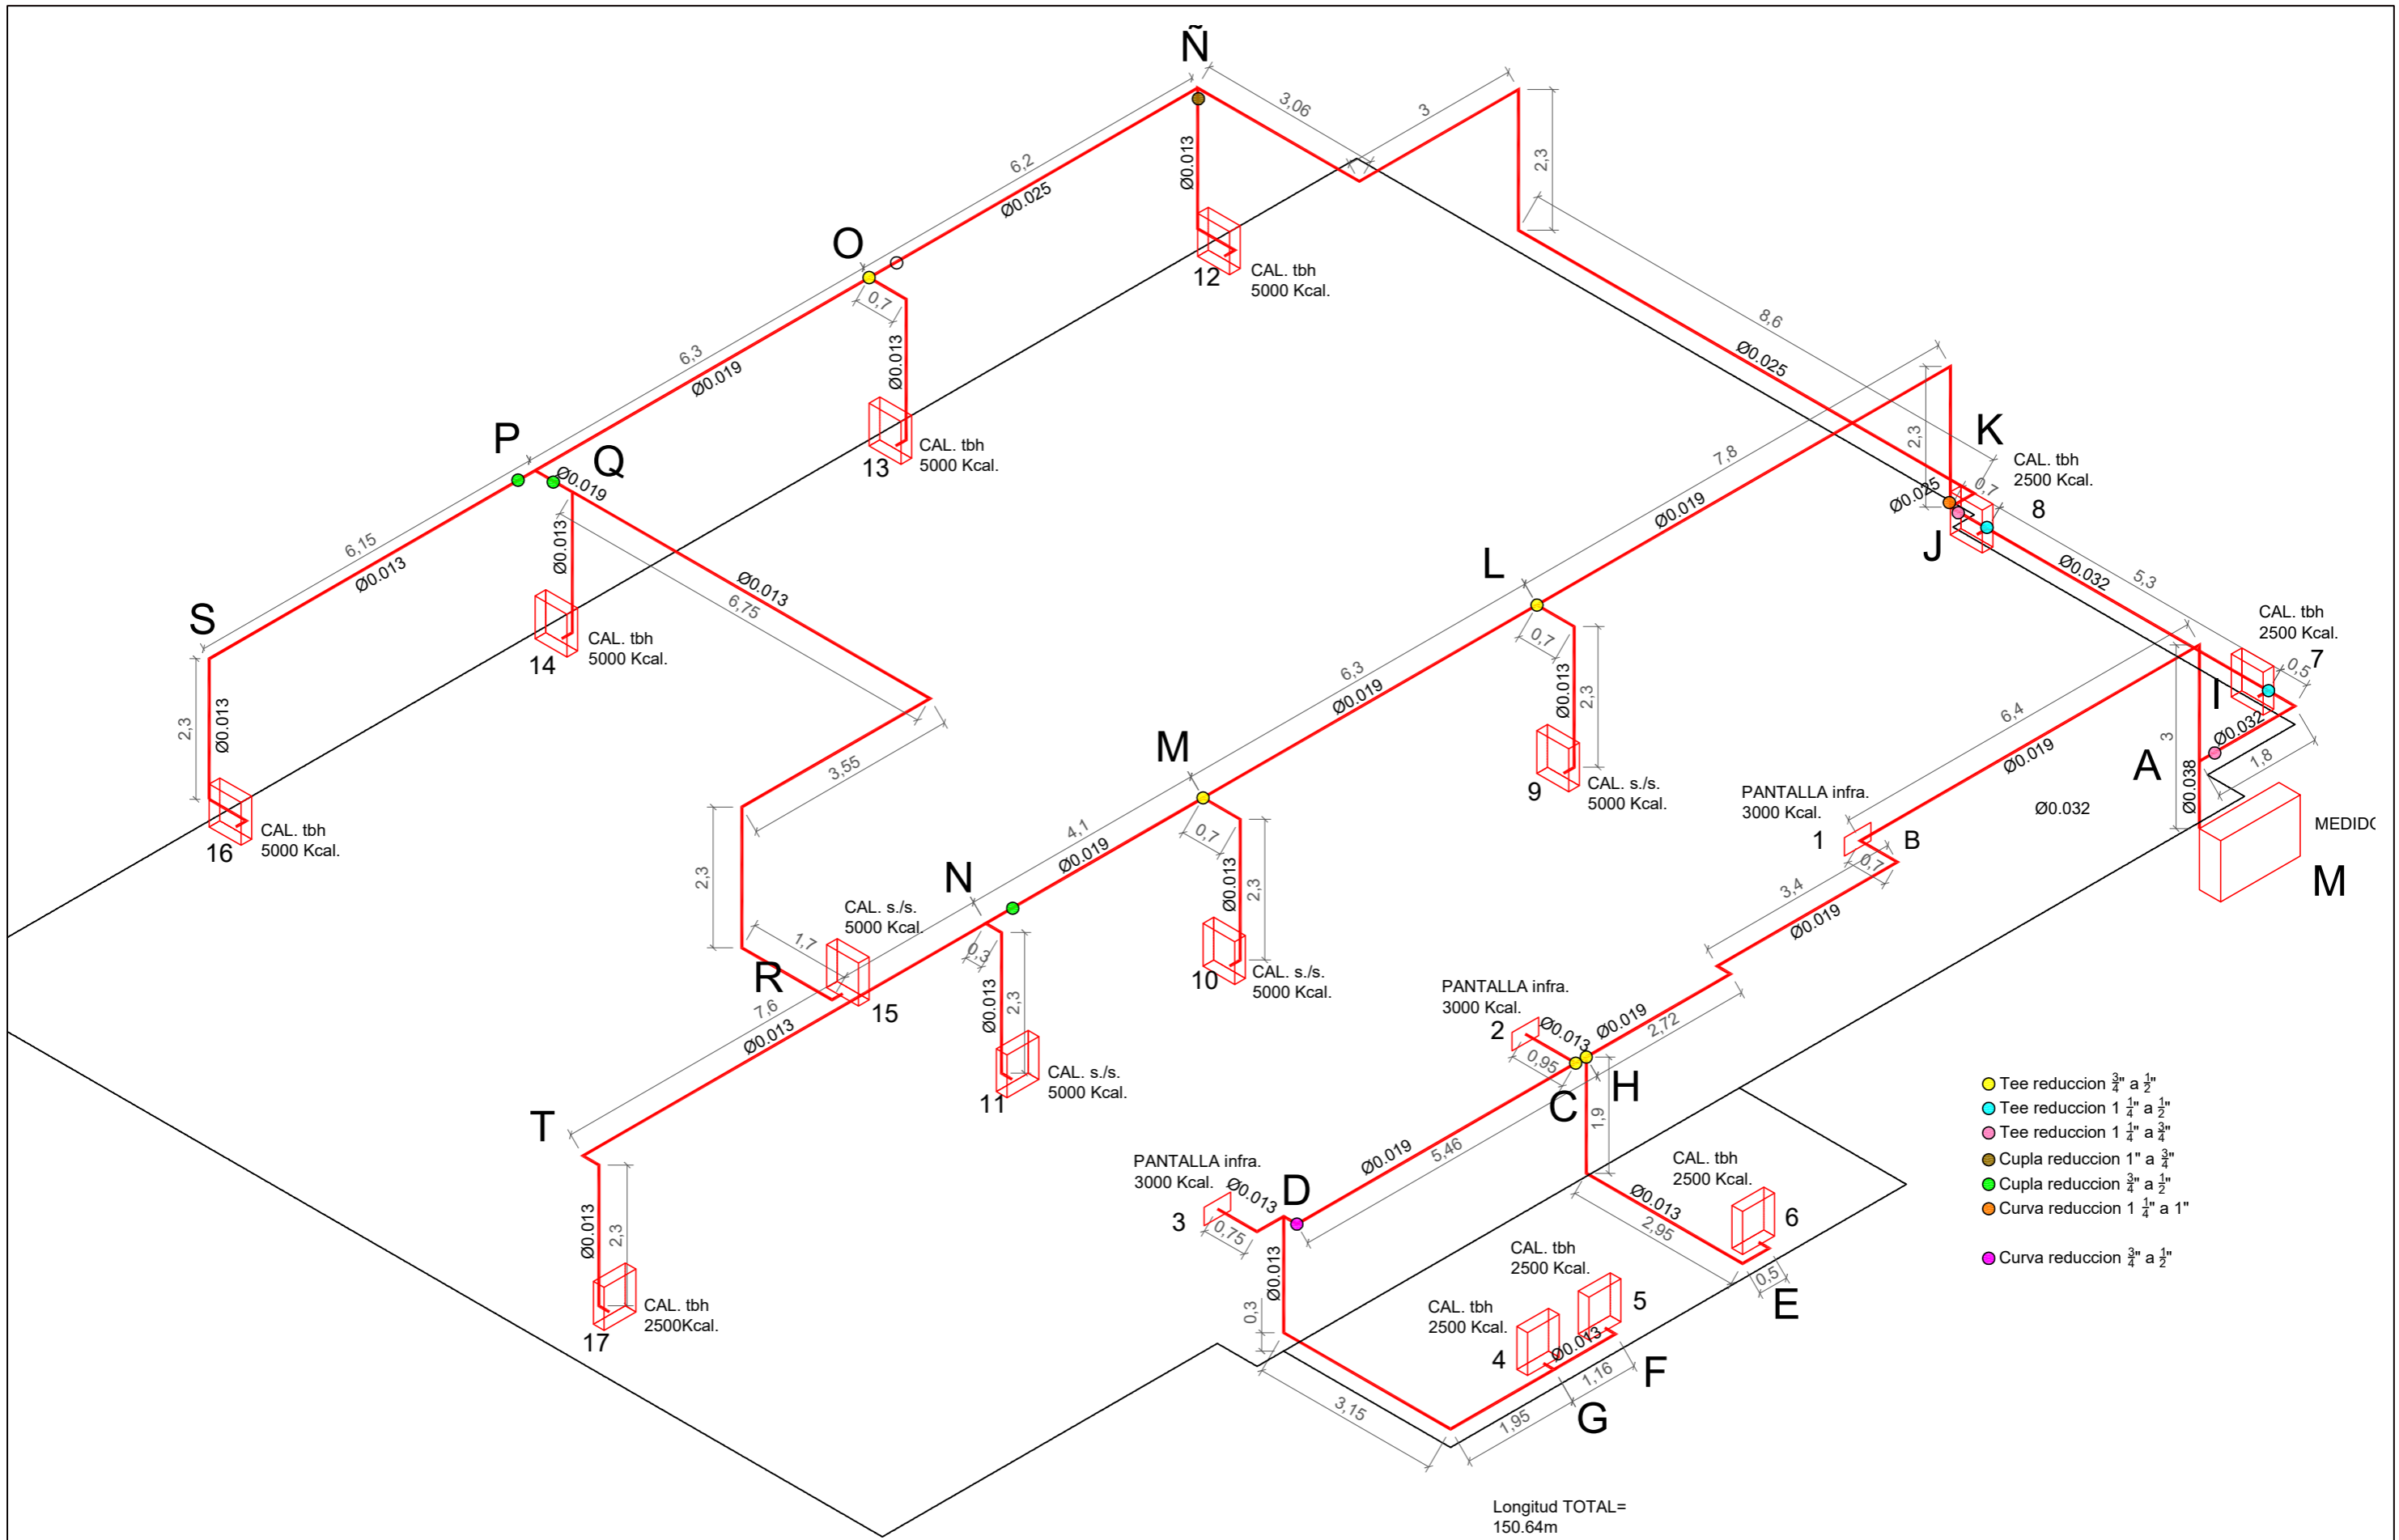 Ñ
3,06
3
2,3
6,2
Ø0.025
Ø0.013
12
CAL. tbh
5000 Kcal.
O
0,7
Ø0.013
13
CAL. tbh
5000 Kcal.
6,3
Ø0.019
8,6
Ø0.025
P
Q
Ø0.019
Ø0.013
14
CAL. tbh
5000 Kcal.
K
CAL. tbh
2500 Kcal.
8
2,3
Ø0.025
0,7
J
7,8
Ø0.019
Ø0.032
5,3
6,15
Ø0.013
Ø0.013
6,75
S
2,3
Ø0.013
16
CAL. tbh
5000 Kcal.
L
0,7
Ø0.013
2,3
9
CAL. s./s.
5000 Kcal.
CAL. tbh
2500 Kcal.
7
0,5
I
Ø0.032
1,8
A
3
Ø0.038
6,4
Ø0.019
Ø0.032
MEDIDO
M
6,3
Ø0.019
M
0,7
Ø0.013
2,3
10
CAL. s./s.
5000 Kcal.
PANTALLA infra.
3000 Kcal.
1
B
0,7
3,4
Ø0.019
3,55
2,3
4,1
Ø0.019
N
0,3
Ø0.013
2,3
11
CAL. s./s.
5000 Kcal.
CAL. s./s.
5000 Kcal.
1,7
R
15
7,6
Ø0.013
PANTALLA infra.
3000 Kcal.
2
Ø0.013
0,95
Ø0.019
2,72
C
H
1,9
T
Ø0.013
2,3
17
CAL. tbh
2500Kcal.
PANTALLA infra.
3000 Kcal.
3
Ø0.013
0,75
D
Ø0.019
5,46
Ø0.013
0,3
CAL. tbh
2500 Kcal.
6
Ø0.013
2,95
0,5
E
CAL. tbh
2500 Kcal.
5
CAL. tbh
2500 Kcal.
4
Ø0.013
F
1,16
G
1,95
3,15
Tee reduccion 3/4" a 1/2"
Tee reduccion 1 1/4" a 1/2"
Tee reduccion 1 1/4" a 3/4"
Cupla reduccion 1" a 3/4"
Cupla reduccion 3/4" a 1/2"
Curva reduccion 1 1/4" a 1"
Curva reduccion 3/4" a 1/2"
Longitud TOTAL=
150.64m